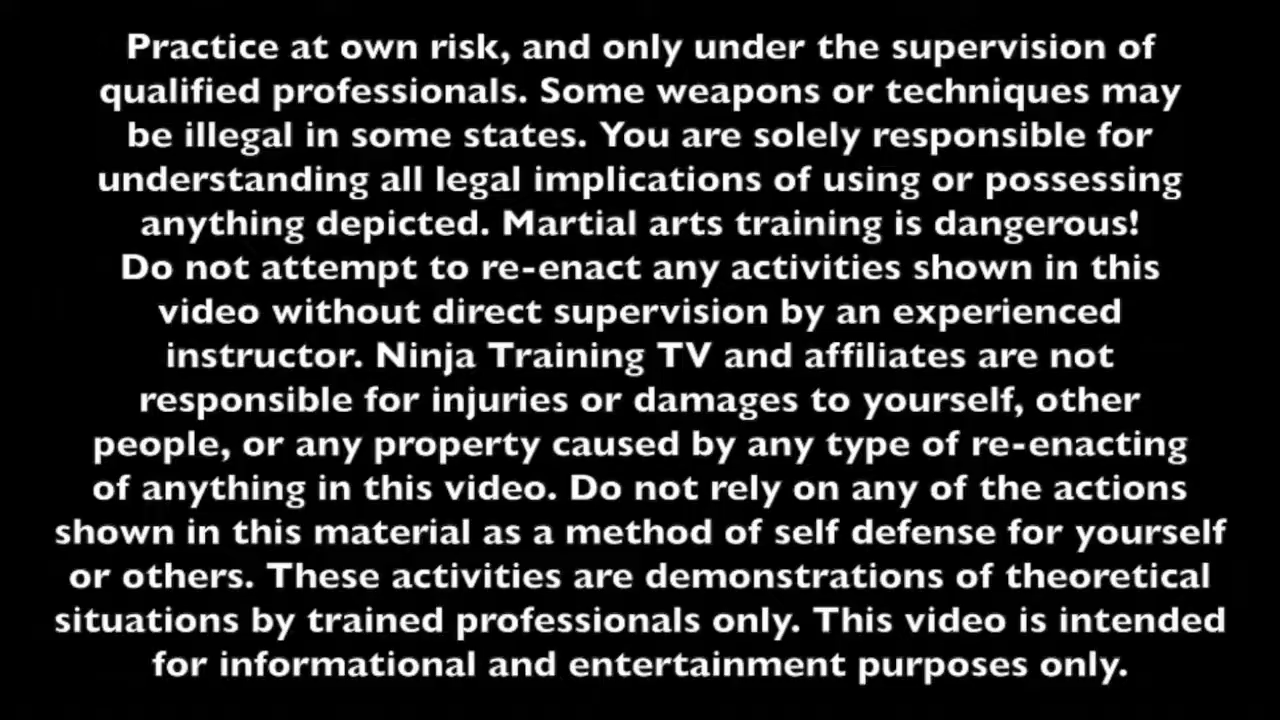 Practice at own risk, and only under the supervision of
qualified professionals. Some weapons or techniques may
be illegal in some states. You are solely responsible for
understanding all legal implications of using or possessing
anything depicted. Martial arts training is dangerous!
Do not attempt to re-enact any activities shown in this
video without direct supervision by an experienced
instructor. Ninja Training TV and affiliates are not
responsible for injuries or damages to yourself, other
people, or any property caused by any type of re-enacting
of anything in this video. Do not rely on any of the actions
shown in this material as a method of self defense for yourself
or others. These activities are demonstrations of theoretical
situations by trained professionals only. This video is intended
for informational and entertainment purposes only.